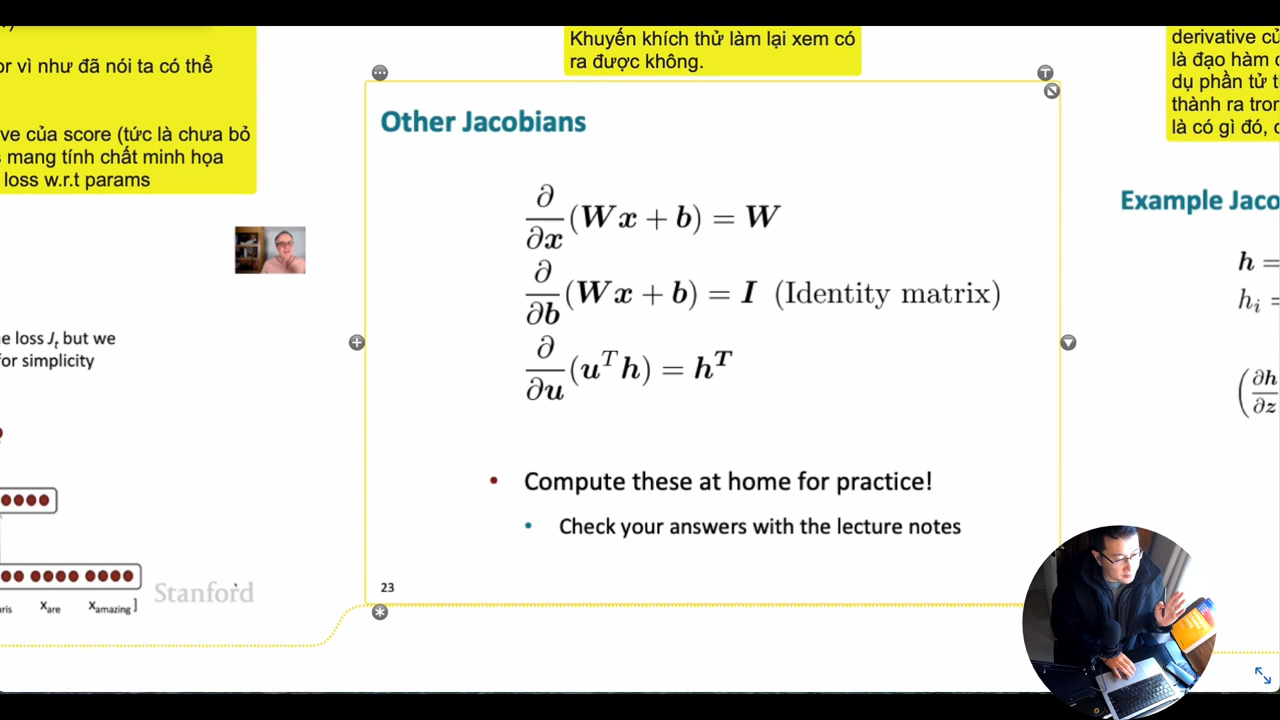 or vì như đã nói ta có thể
ve của score (tức là chưa bỏ
mang tính chất minh họa
loss w.r.t params
Khuyến khích thử làm lại xem có
ra được không.
derivative củ
là đạo hàm
dụ phần tử t
thành ra tron
là có gì đó,
Other Jacobians
∂/∂x (Wx + b) = W
∂/∂b (Wx + b) = I (Identity matrix)
∂/∂u (u^T h) = h^T
• Compute these at home for practice!
• Check your answers with the lecture notes
23
e loss J_t but we
for simplicity
ris x_are x_amazing ]
Stanford
Example Jaco
h =
h_i =
(∂h/∂z